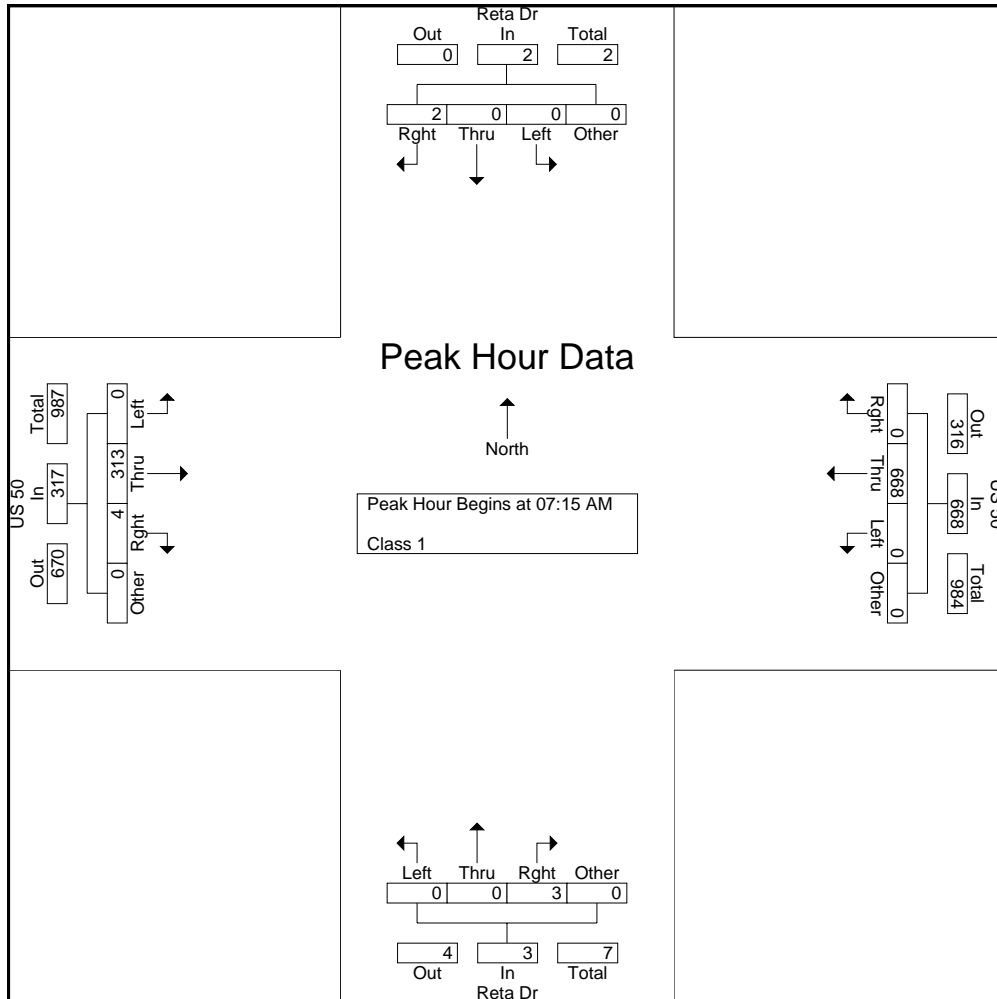 Reta Dr
Out In Total
0 2 2
2 0 0 0
Rght Thru Left Other
Peak Hour Data
North
Peak Hour Begins at 07:15 AM
Class 1
US 50
Total In Out
987 317 670
0 313 4 0
Left Thru Rght Other
Rght Thru Left Other
0 668 0 0
Out In Total
316 668 984
US 50
Left Thru Rght Other
0 0 3 0
4 3 7
Out In Total
Reta Dr